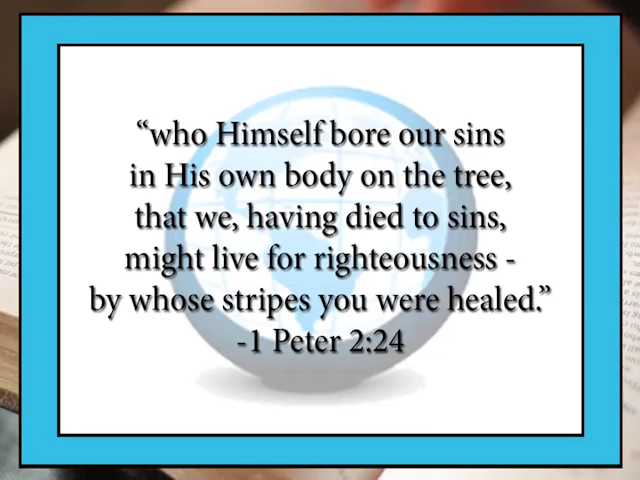 “who Himself bore our sins
in His own body on the tree,
that we, having died to sins,
might live for righteousness -
by whose stripes you were healed.”
-1 Peter 2:24